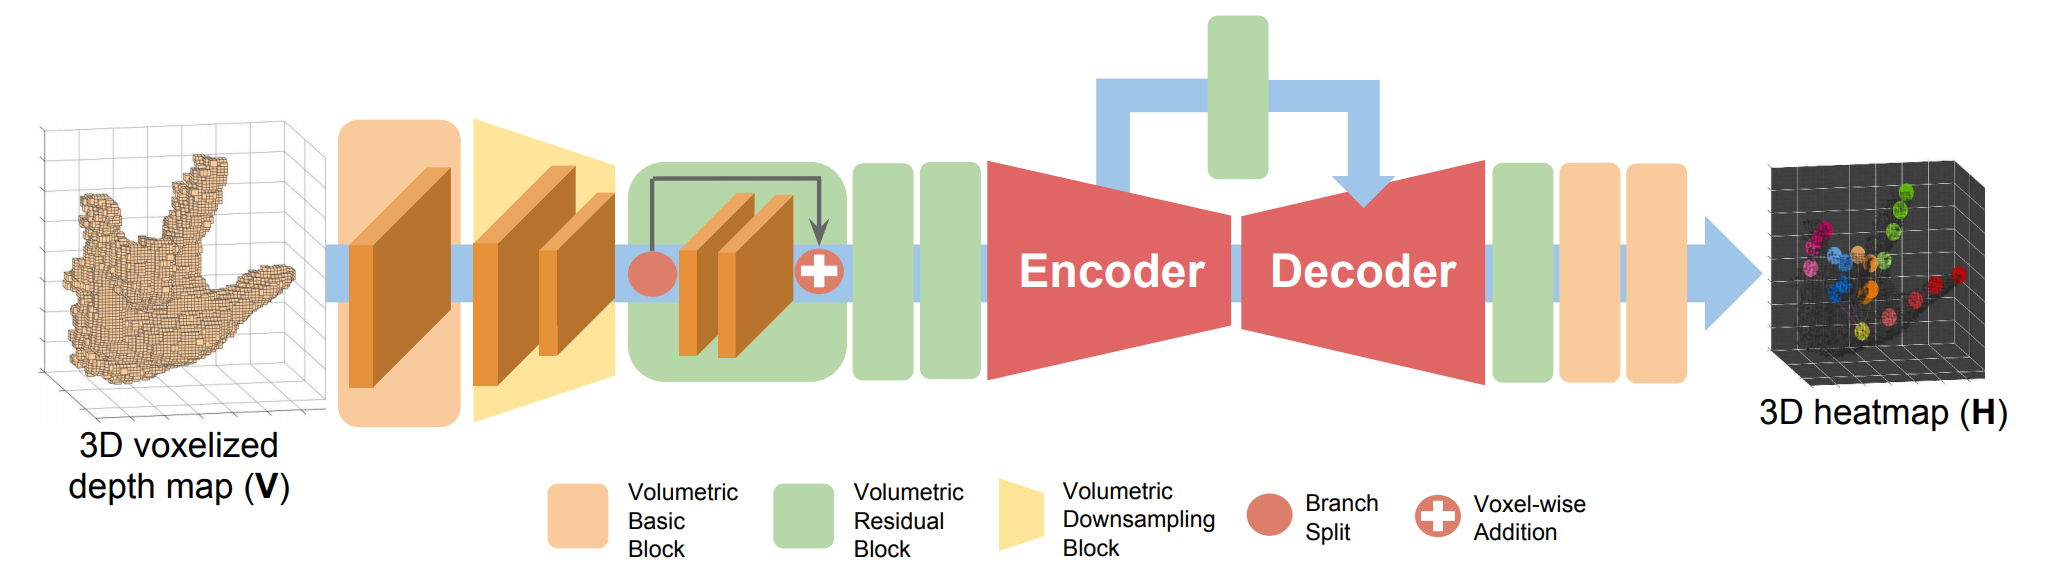 Encoder
Decoder
3D voxelized
depth map (V)
3D heatmap (H)
Volumetric
Basic
Block
Volumetric
Residual
Block
Volumetric
Downsampling
Block
Branch
Split
Voxel-wise
Addition